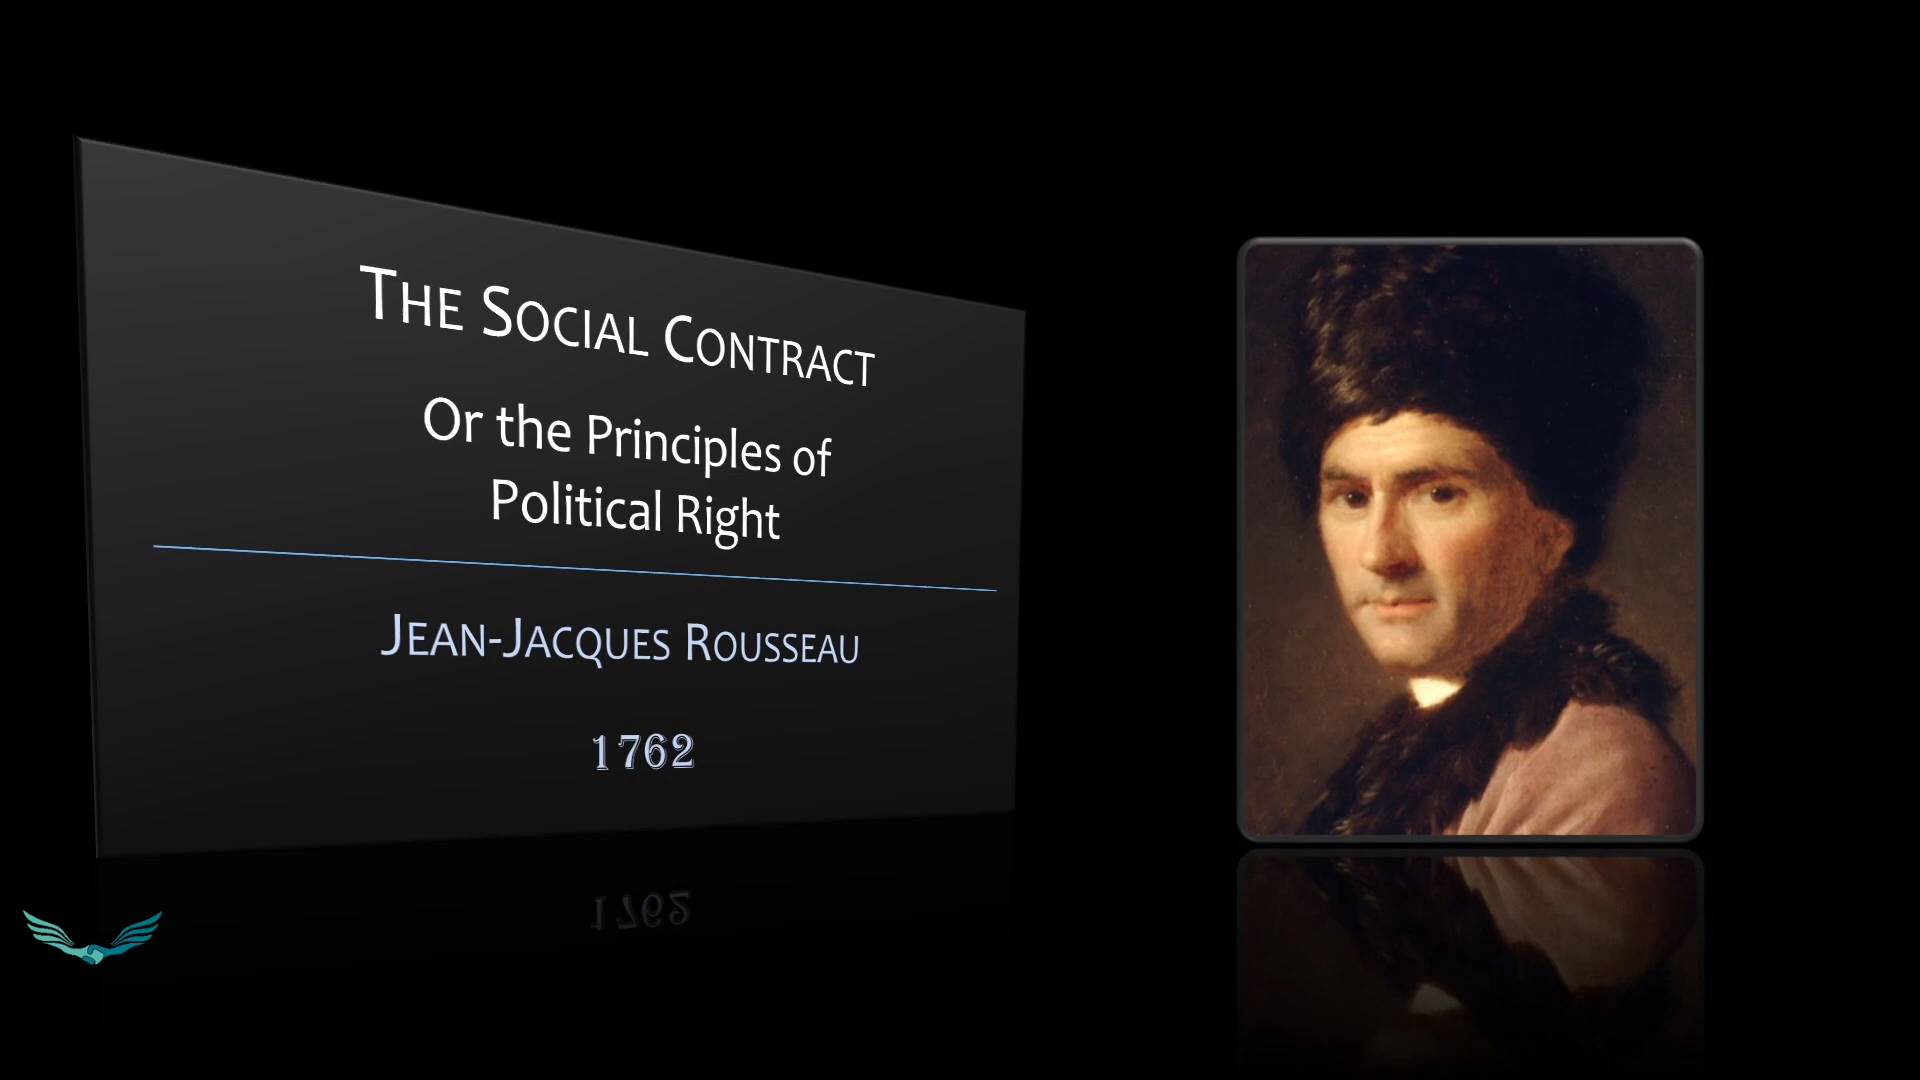 The Social Contract
Or the Principles of
Political Right
Jean-Jacques Rousseau
1762